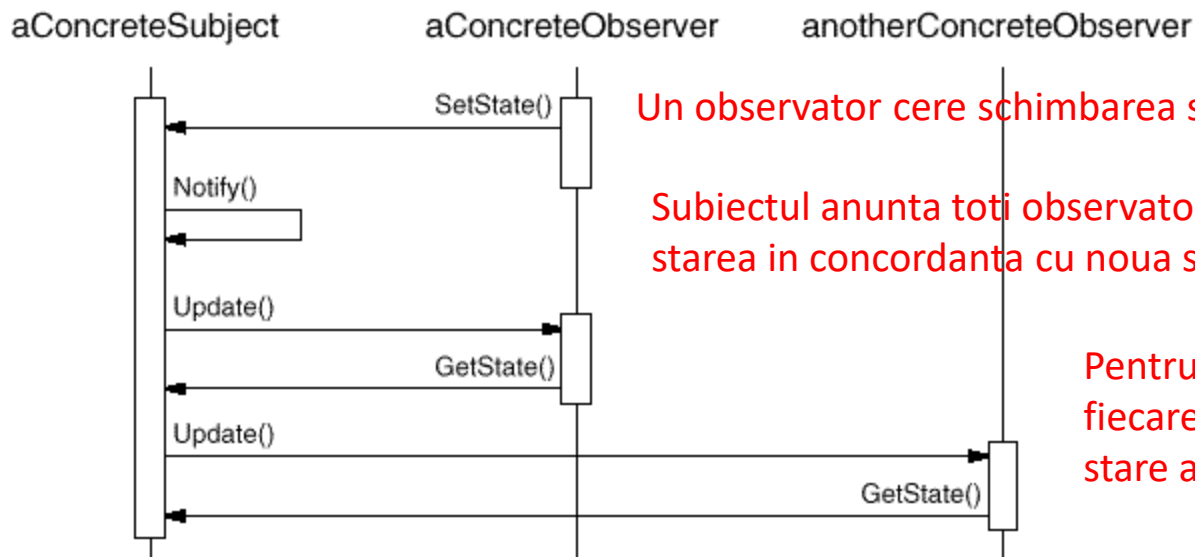 aConcreteSubject aConcreteObserver anotherConcreteObserver
SetState()
Un observator cere schimbarea s
Notify()
Subiectul anunta toti observato
starea in concordanta cu noua s
Update()
GetState()
Pentru
fiecare
stare a
Update()
GetState()